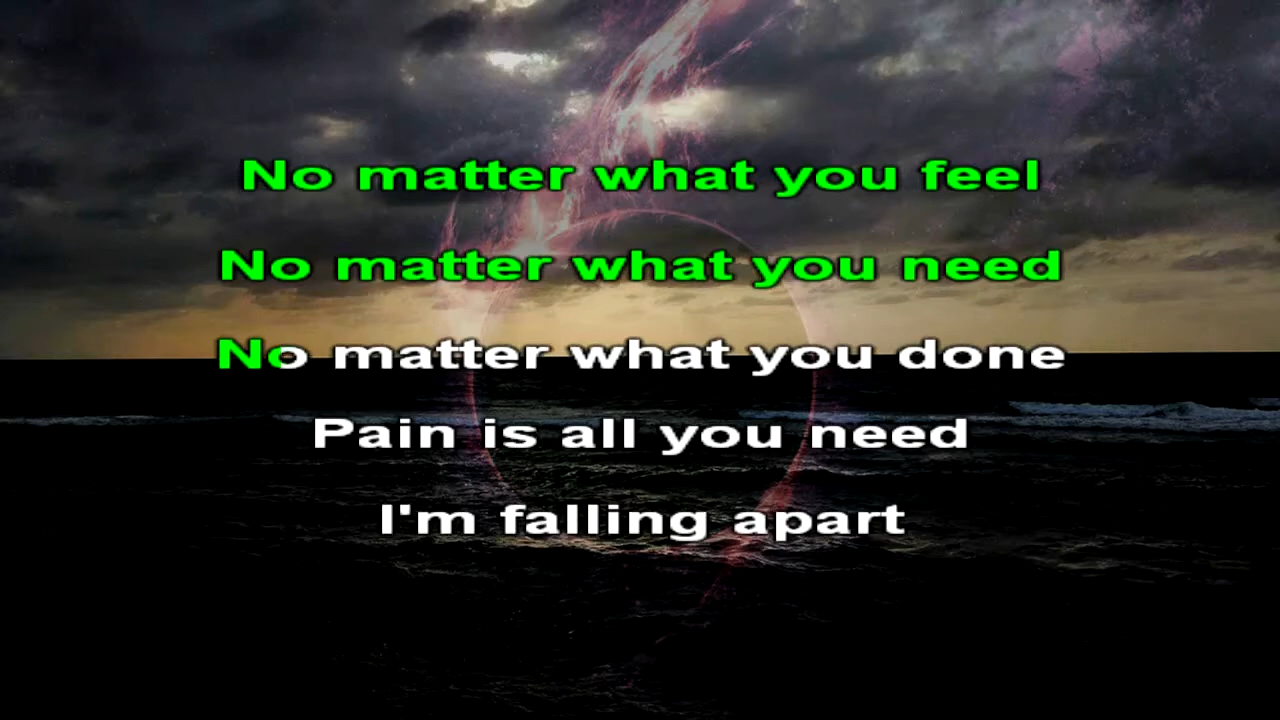 No matter what you feel
No matter what you need
No matter what you done
Pain is all you need
I'm falling apart